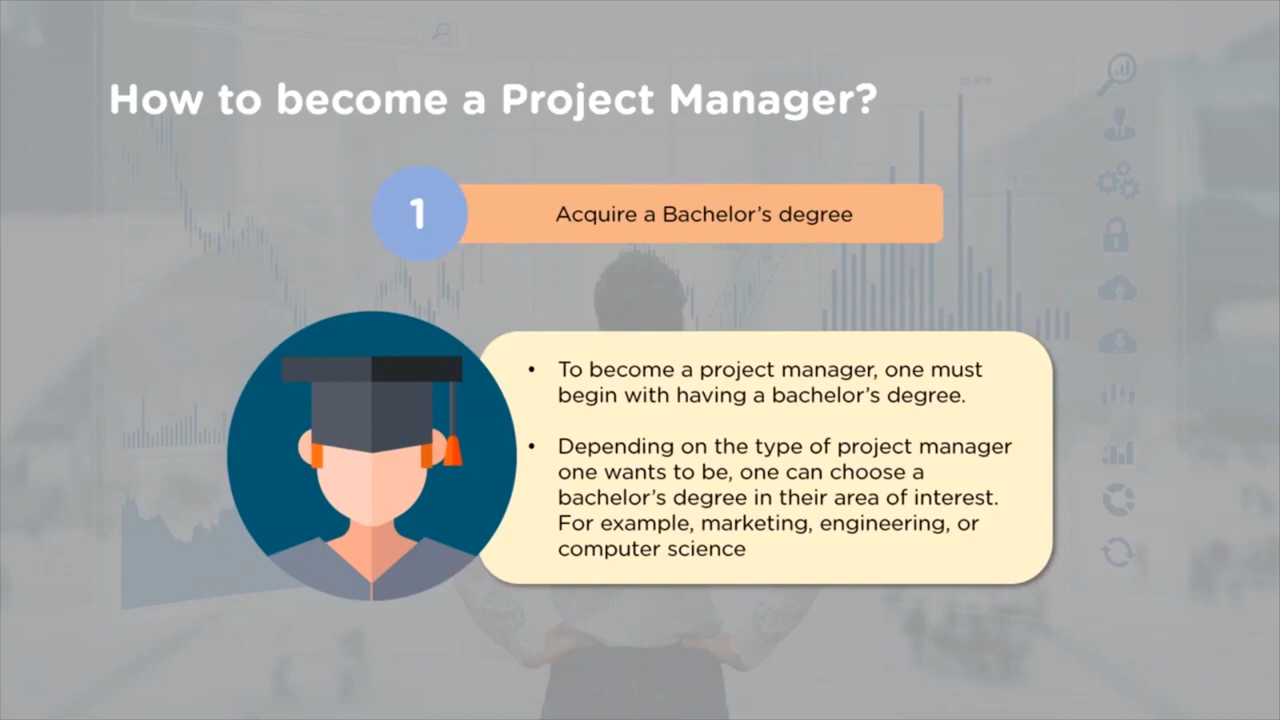 How to become a Project Manager?
1
Acquire a Bachelor's degree
• To become a project manager, one must
begin with having a bachelor's degree.
• Depending on the type of project manager
one wants to be, one can choose a
bachelor's degree in their area of interest.
For example, marketing, engineering, or
computer science